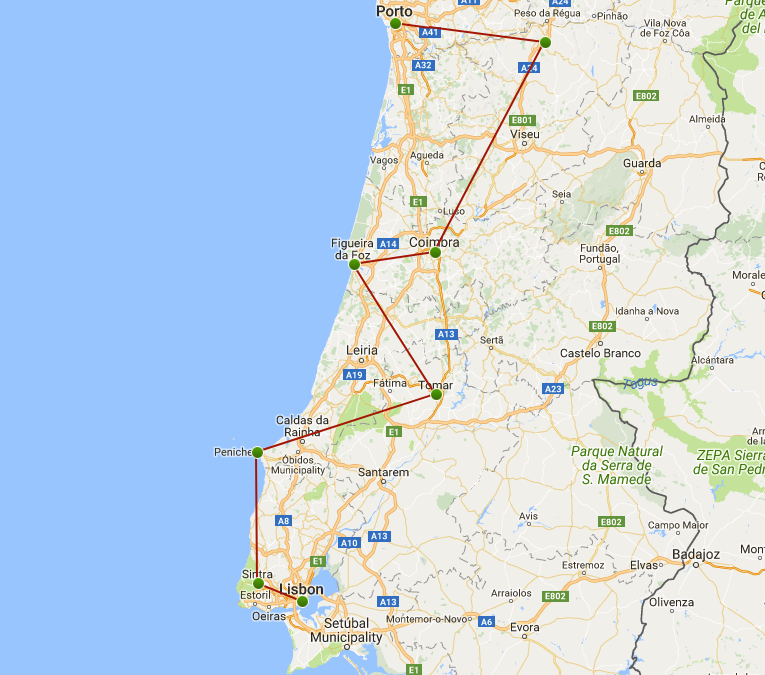 A11
A24
Porto
Peso da Régua
Pinhão
A41
Vila Nova
de Foz Côa
A32
A24
E1
E802
E801
Almeida
Viseu
Vagos
Agueda
Guarda
Seia
E1
Luso
E802
Figueira
da Foz
A14
Coimbra
Fundão,
Portugal
Idanha a Nova
E802
A13
Sertã
Leiria
Castelo Branco
Alcántara
A19
Fátima
Tomar
A23
Tagus
Caldas da
Rainha
E1
Peniche
Óbidos
Municipality
Santarem
Parque Natural
da Serra de
S. Mamede
ZEPA Sierra
de San Pedr
A8
Avis
E802
Campo Maior
A10
A13
E1
Badajoz
Estremoz
Elvas
Sintra
Lisbon
Estoril
A13
Arraiolos
E802
Olivenza
Oeiras
Setúbal
Municipality
Montemor-o-Novo
A6
Evora
E1